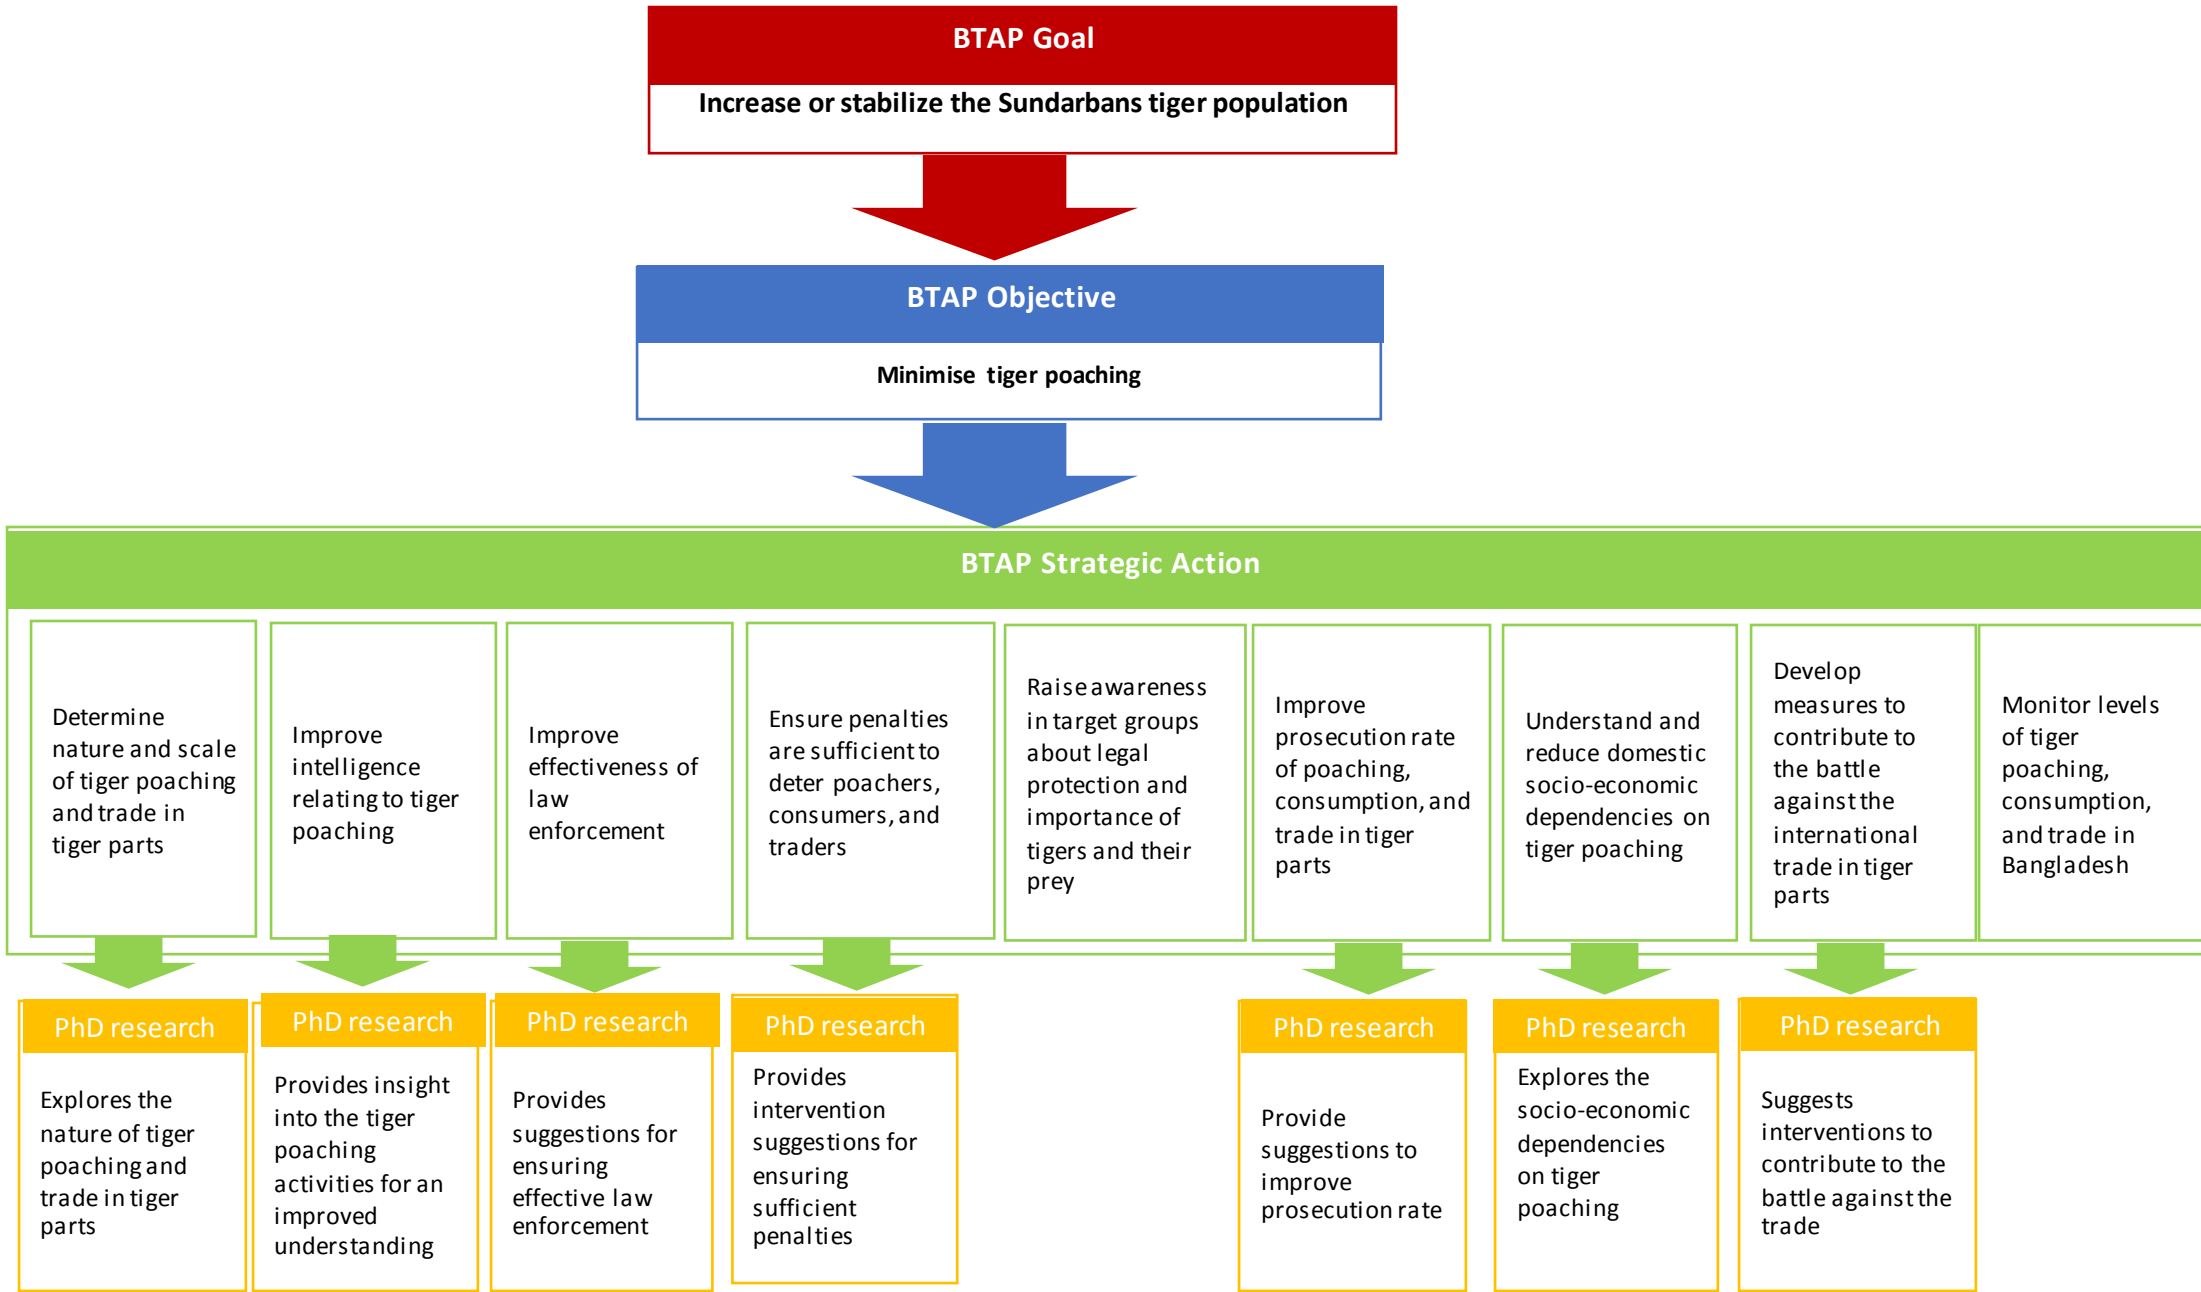 BTAP Goal
Increase or stabilize the Sundarbans tiger population
BTAP Objective
Minimise tiger poaching
BTAP Strategic Action
Determine
nature and scale
of tiger poaching
and trade in
tiger parts
Improve
intelligence
relating to tiger
poaching
Improve
effectiveness of
law
enforcement
Ensure penalties
are sufficient to
deter poachers,
consumers, and
traders
Raise awareness
in target groups
about legal
protection and
importance of
tigers and their
prey
Improve
prosecution rate
of poaching,
consumption, and
trade in tiger
parts
Understand and
reduce domestic
socio-economic
dependencies on
tiger poaching
Develop
measures to
contribute to
the battle
against the
international
trade in tiger
parts
Monitor levels
of tiger
poaching,
consumption,
and trade in
Bangladesh
PhD research
Explores the
nature of tiger
poaching and
trade in tiger
parts
PhD research
Provides insight
into the tiger
poaching
activities for an
improved
understanding
PhD research
Provides
suggestions for
ensuring
effective law
enforcement
PhD research
Provides
intervention
suggestions for
ensuring
sufficient
penalties
PhD research
Provide
suggestions to
improve
prosecution rate
PhD research
Explores the
socio-economic
dependencies
on tiger
poaching
PhD research
Suggests
interventions to
contribute to the
battle against the
trade